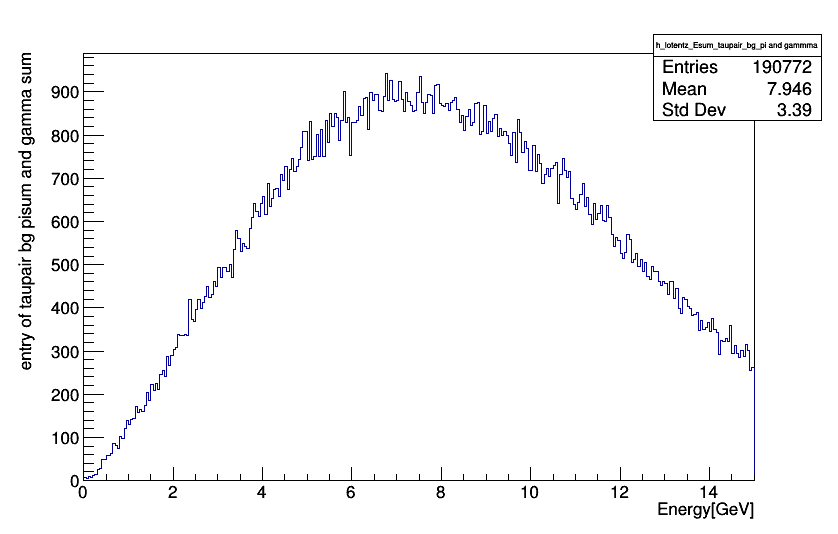 h_lotentz_Esum_taupair_bg_pi and gammma
Entries 190772
Mean 7.946
Std Dev 3.39
entry of taupair bg pisum and gamma sum
900
800
700
600
500
400
300
200
100
0
0 2 4 6 8 10 12 14
Energy[GeV]